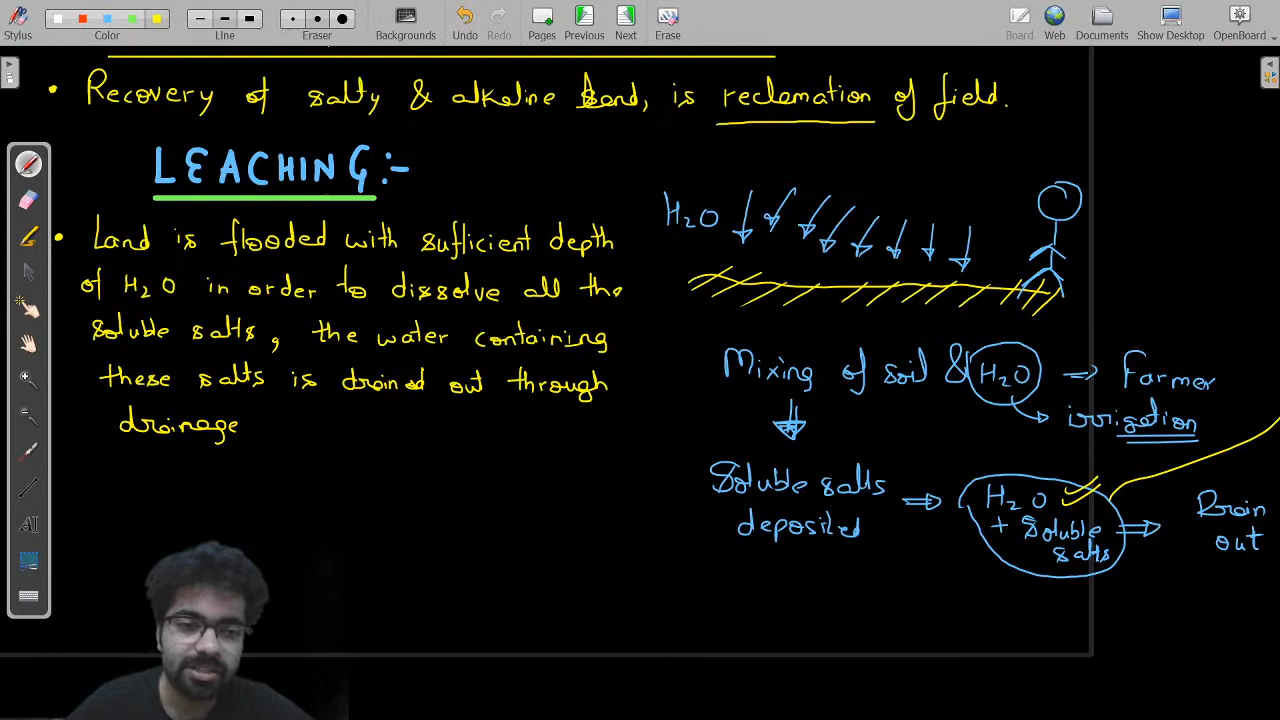 Stylus
Color
Line
Eraser
Backgrounds
Undo
Redo
Pages
Previous
Next
Erase
Board
Web
Documents
Show Desktop
OpenBoard
• Recovery of salty & alkaline Land, is reclamation of field.
LEACHING:-
• Land is flooded with sufficient depth
of H2O in order to dissolve all the
soluble salts, the water containing
these salts is drained out through
drainage
H2O
Mixing of soil & H2O => Farmer
irrigation
Soluble salts
deposited
=> H2O
+ Soluble
salts
=> Drain
out